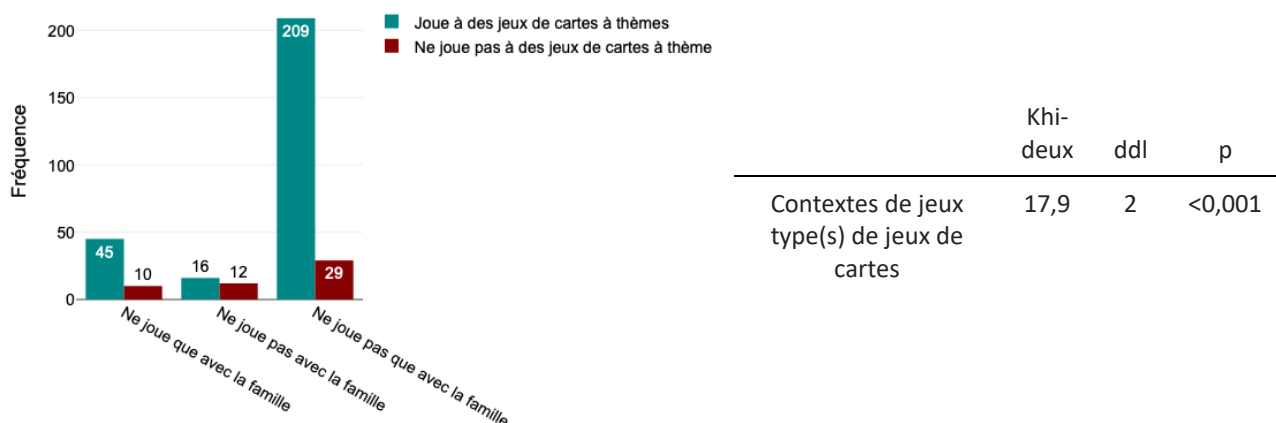 Joue à des jeux de cartes à thèmes
Ne joue pas à des jeux de cartes à thème
Fréquence
200
150
100
50
0
45
10
16
12
209
29
Ne joue que avec la famille
Ne joue pas avec la famille
Ne joue pas que avec la famille
Khi-
deux ddl p
Contextes de jeux 17,9 2 <0,001
type(s) de jeux de
cartes